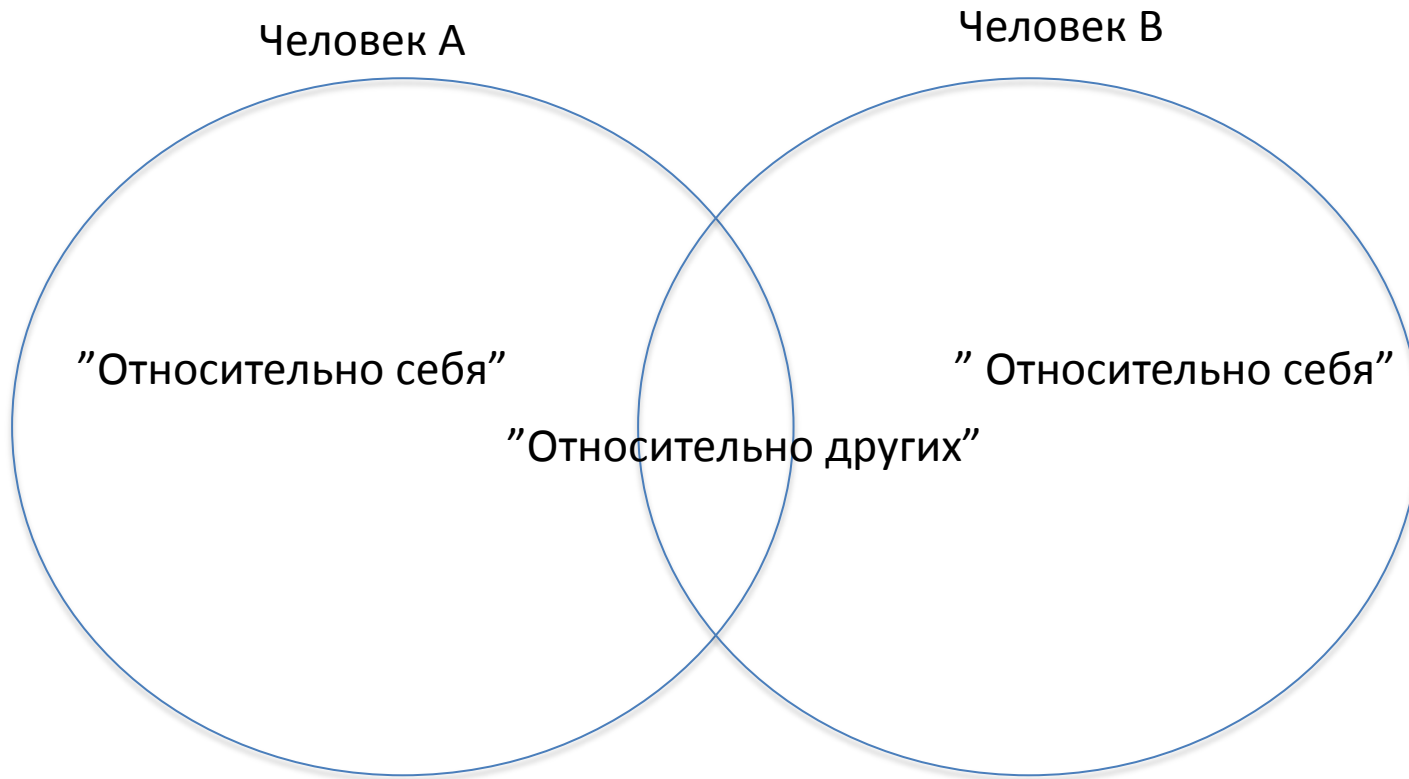 Человек А
Человек В
”Относительно себя”
” Относительно себя”
”Относительно других”